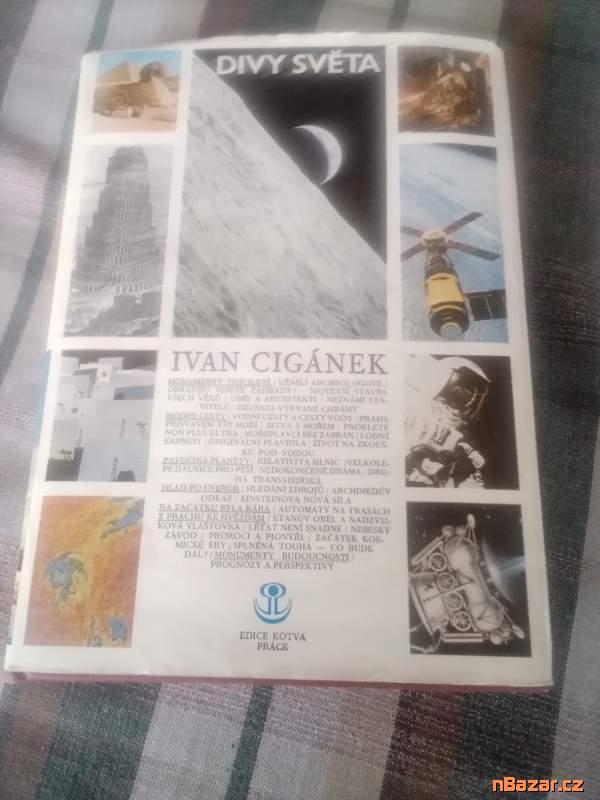 DIVY SVĚTA
IVAN CIGÁNEK
MONUMENTY TISÍCILETÍ / UŽASLÍ ARCHEOLOGOVÉ /
OPRAVDU VISUTÉ ZAHRADY? / NEJVĚTŠÍ STAVBA
VŠECH VĚKŮ / OBŘI A ARCHITEKTI / NEZNÁMÍ STA-
VITELÉ / DŽUNGLI VYRVANÉ CHRÁMY
MODRÉ CESTY / VODNÍ CESTY A CESTY VODY / PRAHA
PŘÍSTAVEM TŘÍ MOŘÍ / BITVA S MOŘEM / PROKLETÉ
NON PLUS ULTRA / MOŘEPLAVCI BEZ ZÁBRAN / LODNÍ
EXPRESY / ORIGINÁLNÍ PLAVIDLA / ŽIVOT NA ZKOUŠ-
KU POD VODOU
PAVUČINA PLANETY / RELATIVITA SILNIC / VELKOLE-
PÉ DÁLNICE PRO PĚŠÍ / NEDOKONČENÉ DRAMA / DRU-
HÁ TRANSSIBIŘSKÁ
HLAD PO ENERGII / HLEDÁNÍ ZDROJŮ / ARCHIMEDŮV
ODKAZ / EINSTEINOVA NOVÁ SÍLA
NA ZAČÁTKU BYLA KÁRA / AUTOMATY NA TRASÁCH
Z PRACHU KE HVĚZDÁM / ETANŮV OREL A NADZVU-
KOVÁ VLAŠTOVKA / LÉTAT NENÍ SNADNÉ / NEBESKÝ
ZÁVOD / PROROCI A PIONÝŘI / ZAČÁTEK KOS-
MICKÉ ÉRY / SPLNĚNÁ TOUHA — CO BUDE
DÁL? / MONUMENTY BUDOUCNOSTI /
PROGNÓZY A PERSPEKTIVY
EDICE KOTVA
PRÁCE
nBazar.cz